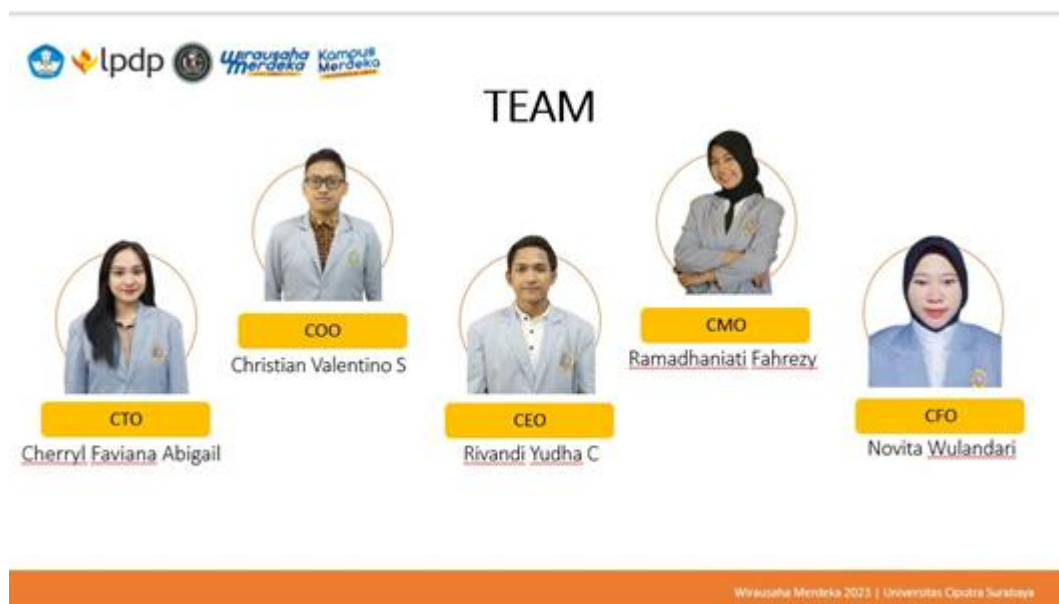 lpdp
Wirausaha
Merdeka
Kampus
Merdeka
TEAM
COO
Christian Valentino S
CMO
Ramadhaniati Fahrezy
CTO
Cherryl Faviana Abigail
CEO
Rivandi Yudha C
CFO
Novita Wulandari
Wirausaha Merdeka 2023 | Universitas Ciputra Surabaya